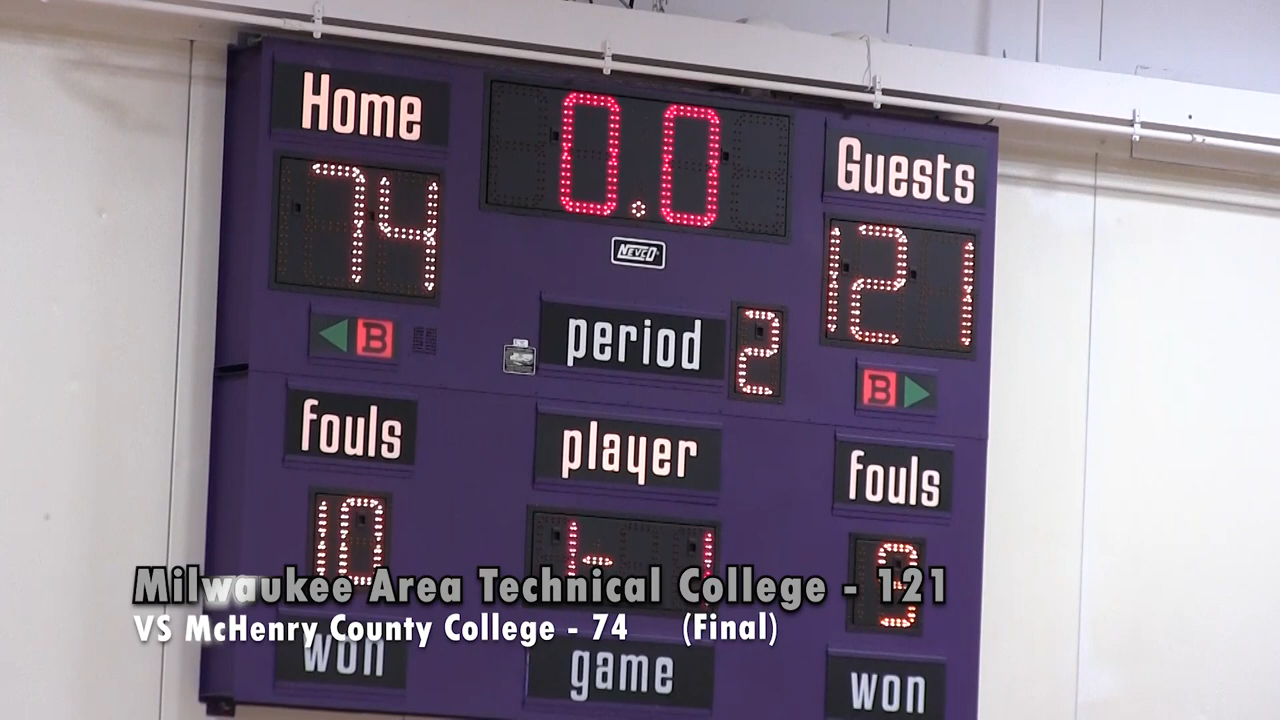 Home
0.0
Guests
74
121
NEVCO
B
period
2
B
fouls
player
fouls
10
Milwaukee Area Technical College - 121
VS McHenry County College - 74 (Final)
won
game
won